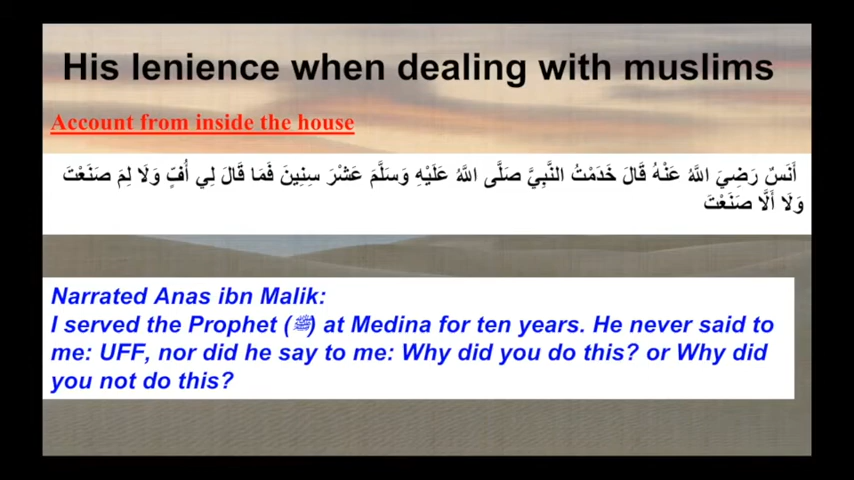 His lenience when dealing with muslims
Account from inside the house
أَنَسٌ رَضِيَ اللَّهُ عَنْهُ قَالَ خَدَمْتُ النَّبِيَّ صَلَّى اللَّهُ عَلَيْهِ وَسَلَّمَ عَشْرَ سِنِينَ فَمَا قَالَ لِي أُفٍّ وَلَا لِمَ صَنَعْتَ
وَلَا أَلَّا صَنَعْتَ
Narrated Anas ibn Malik:
I served the Prophet (ﷺ) at Medina for ten years. He never said to
me: UFF, nor did he say to me: Why did you do this? or Why did
you not do this?